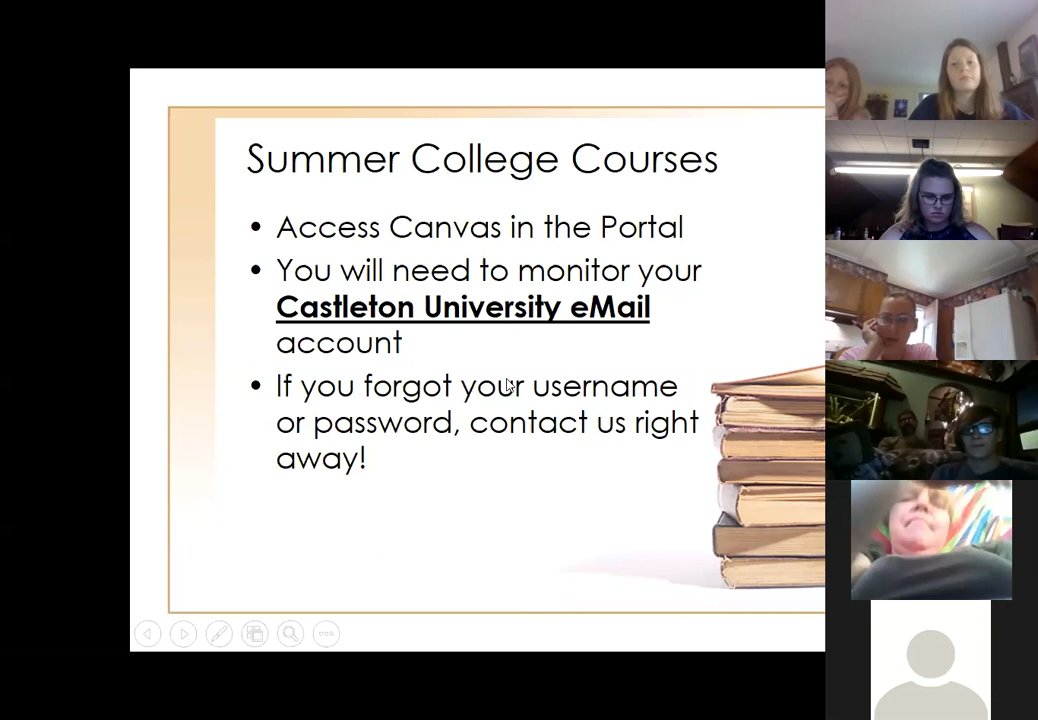 Summer College Courses
• Access Canvas in the Portal
• You will need to monitor your
Castleton University eMail
account
• If you forgot your username
or password, contact us right
away!